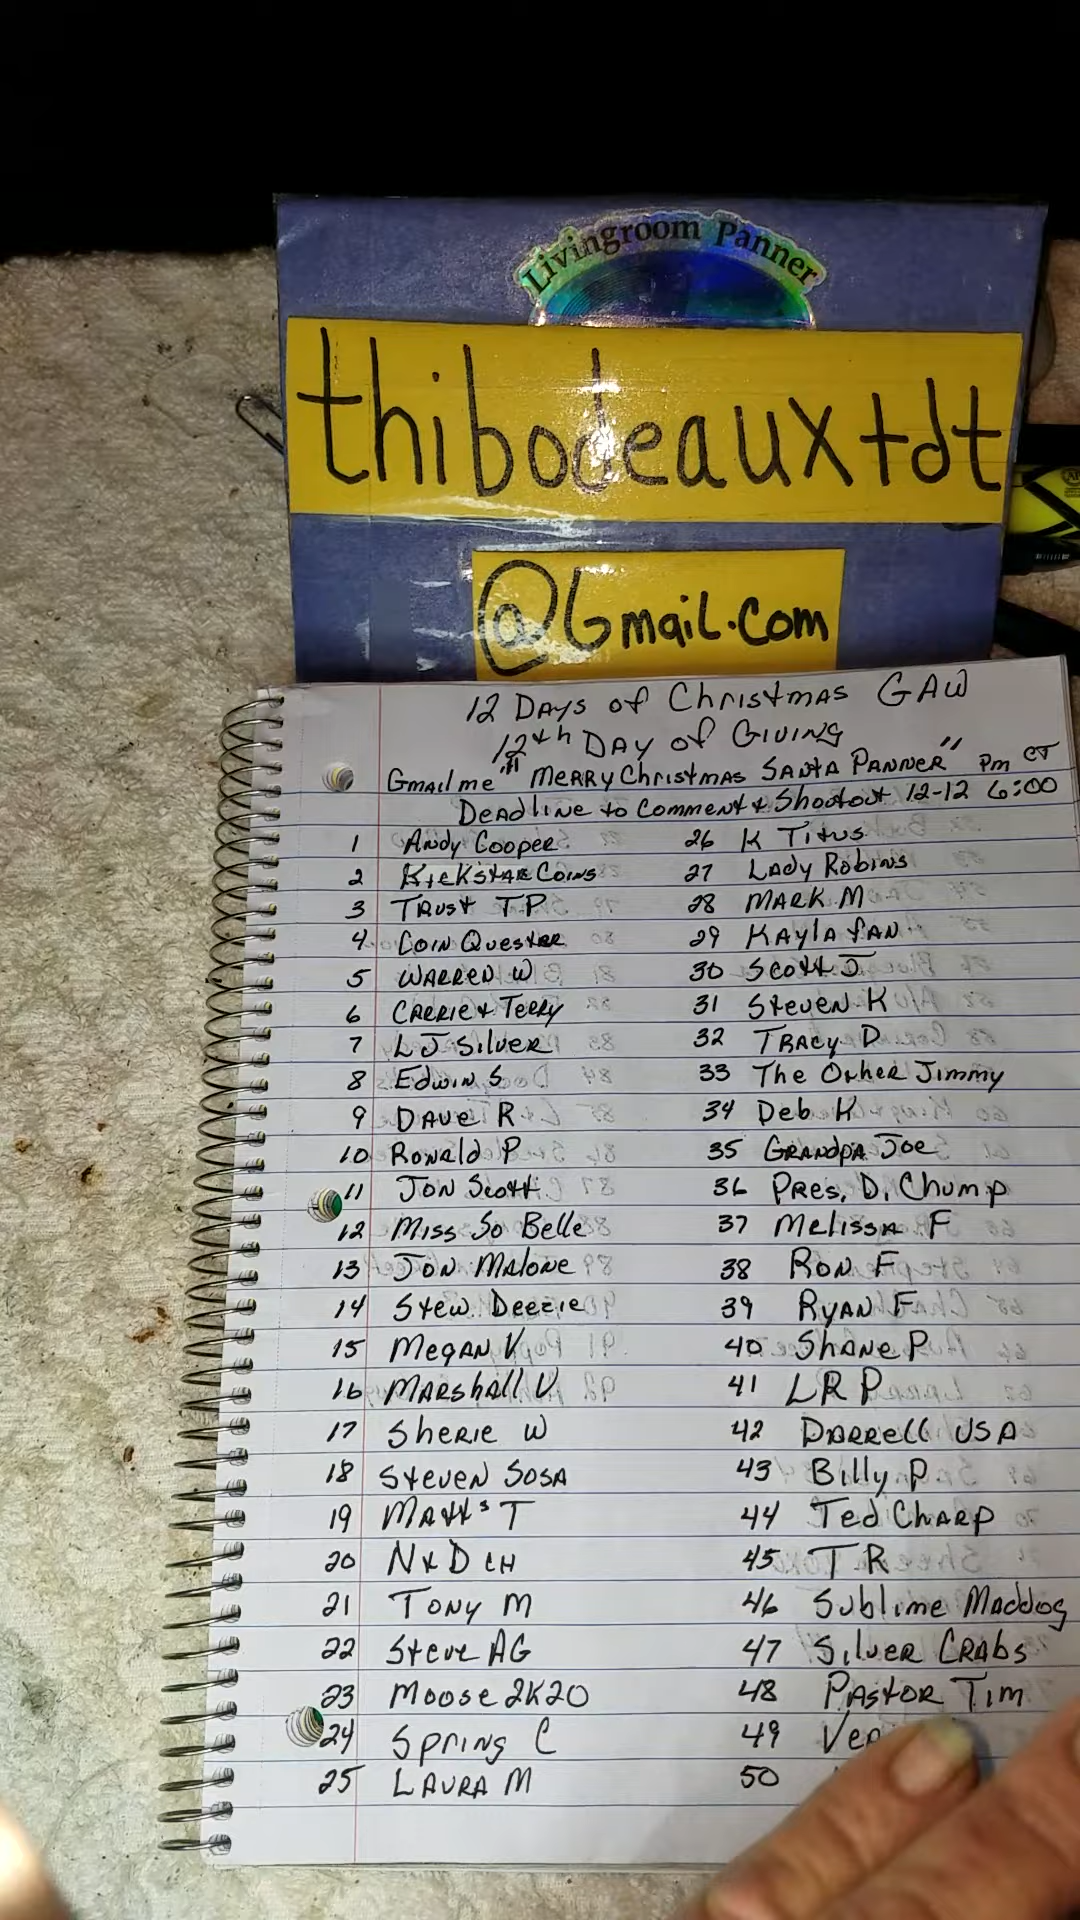 Livingroom Panner
thibodeauxtdt
@Gmail.com
12 Days of Christmas GAW
12th Day of Giving
Gmail me "Merry Christmas Santa Panner" pm CT
Deadline to Comment & Shoutout 12-12 6:00
1 Andy Cooper 26 K Titus
2 Kickstar Coins 27 Lady Robins
3 Trust TP 28 Mark M
4 Coin Quester 29 Kayla fan
5 Warren W 30 Scott J
6 Carrie & Terry 31 Steven K
7 LJ Silver 32 Tracy D
8 Edwin S 33 The Other Jimmy
9 Dave R 34 Deb K
10 Ronald P 35 Grandpa Joe
11 Jon Scott 36 Pres. D. Chump
12 Miss So Belle 37 Melissa F
13 Jon Malone 38 Ron F
14 Stew Deezie 39 Ryan F
15 Megan V 40 Shane P
16 Marshall V 41 LRP
17 Sherie W 42 Darrell USA
18 Steven Sosa 43 Billy P
19 Matt's T 44 Ted Charp
20 N&D CH 45 TR
21 Tony M 46 Sublime Maddog
22 Steve AG 47 Silver Crabs
23 Moose 2K20 48 Pastor Tim
24 Spring C 49
25 Laura M 50